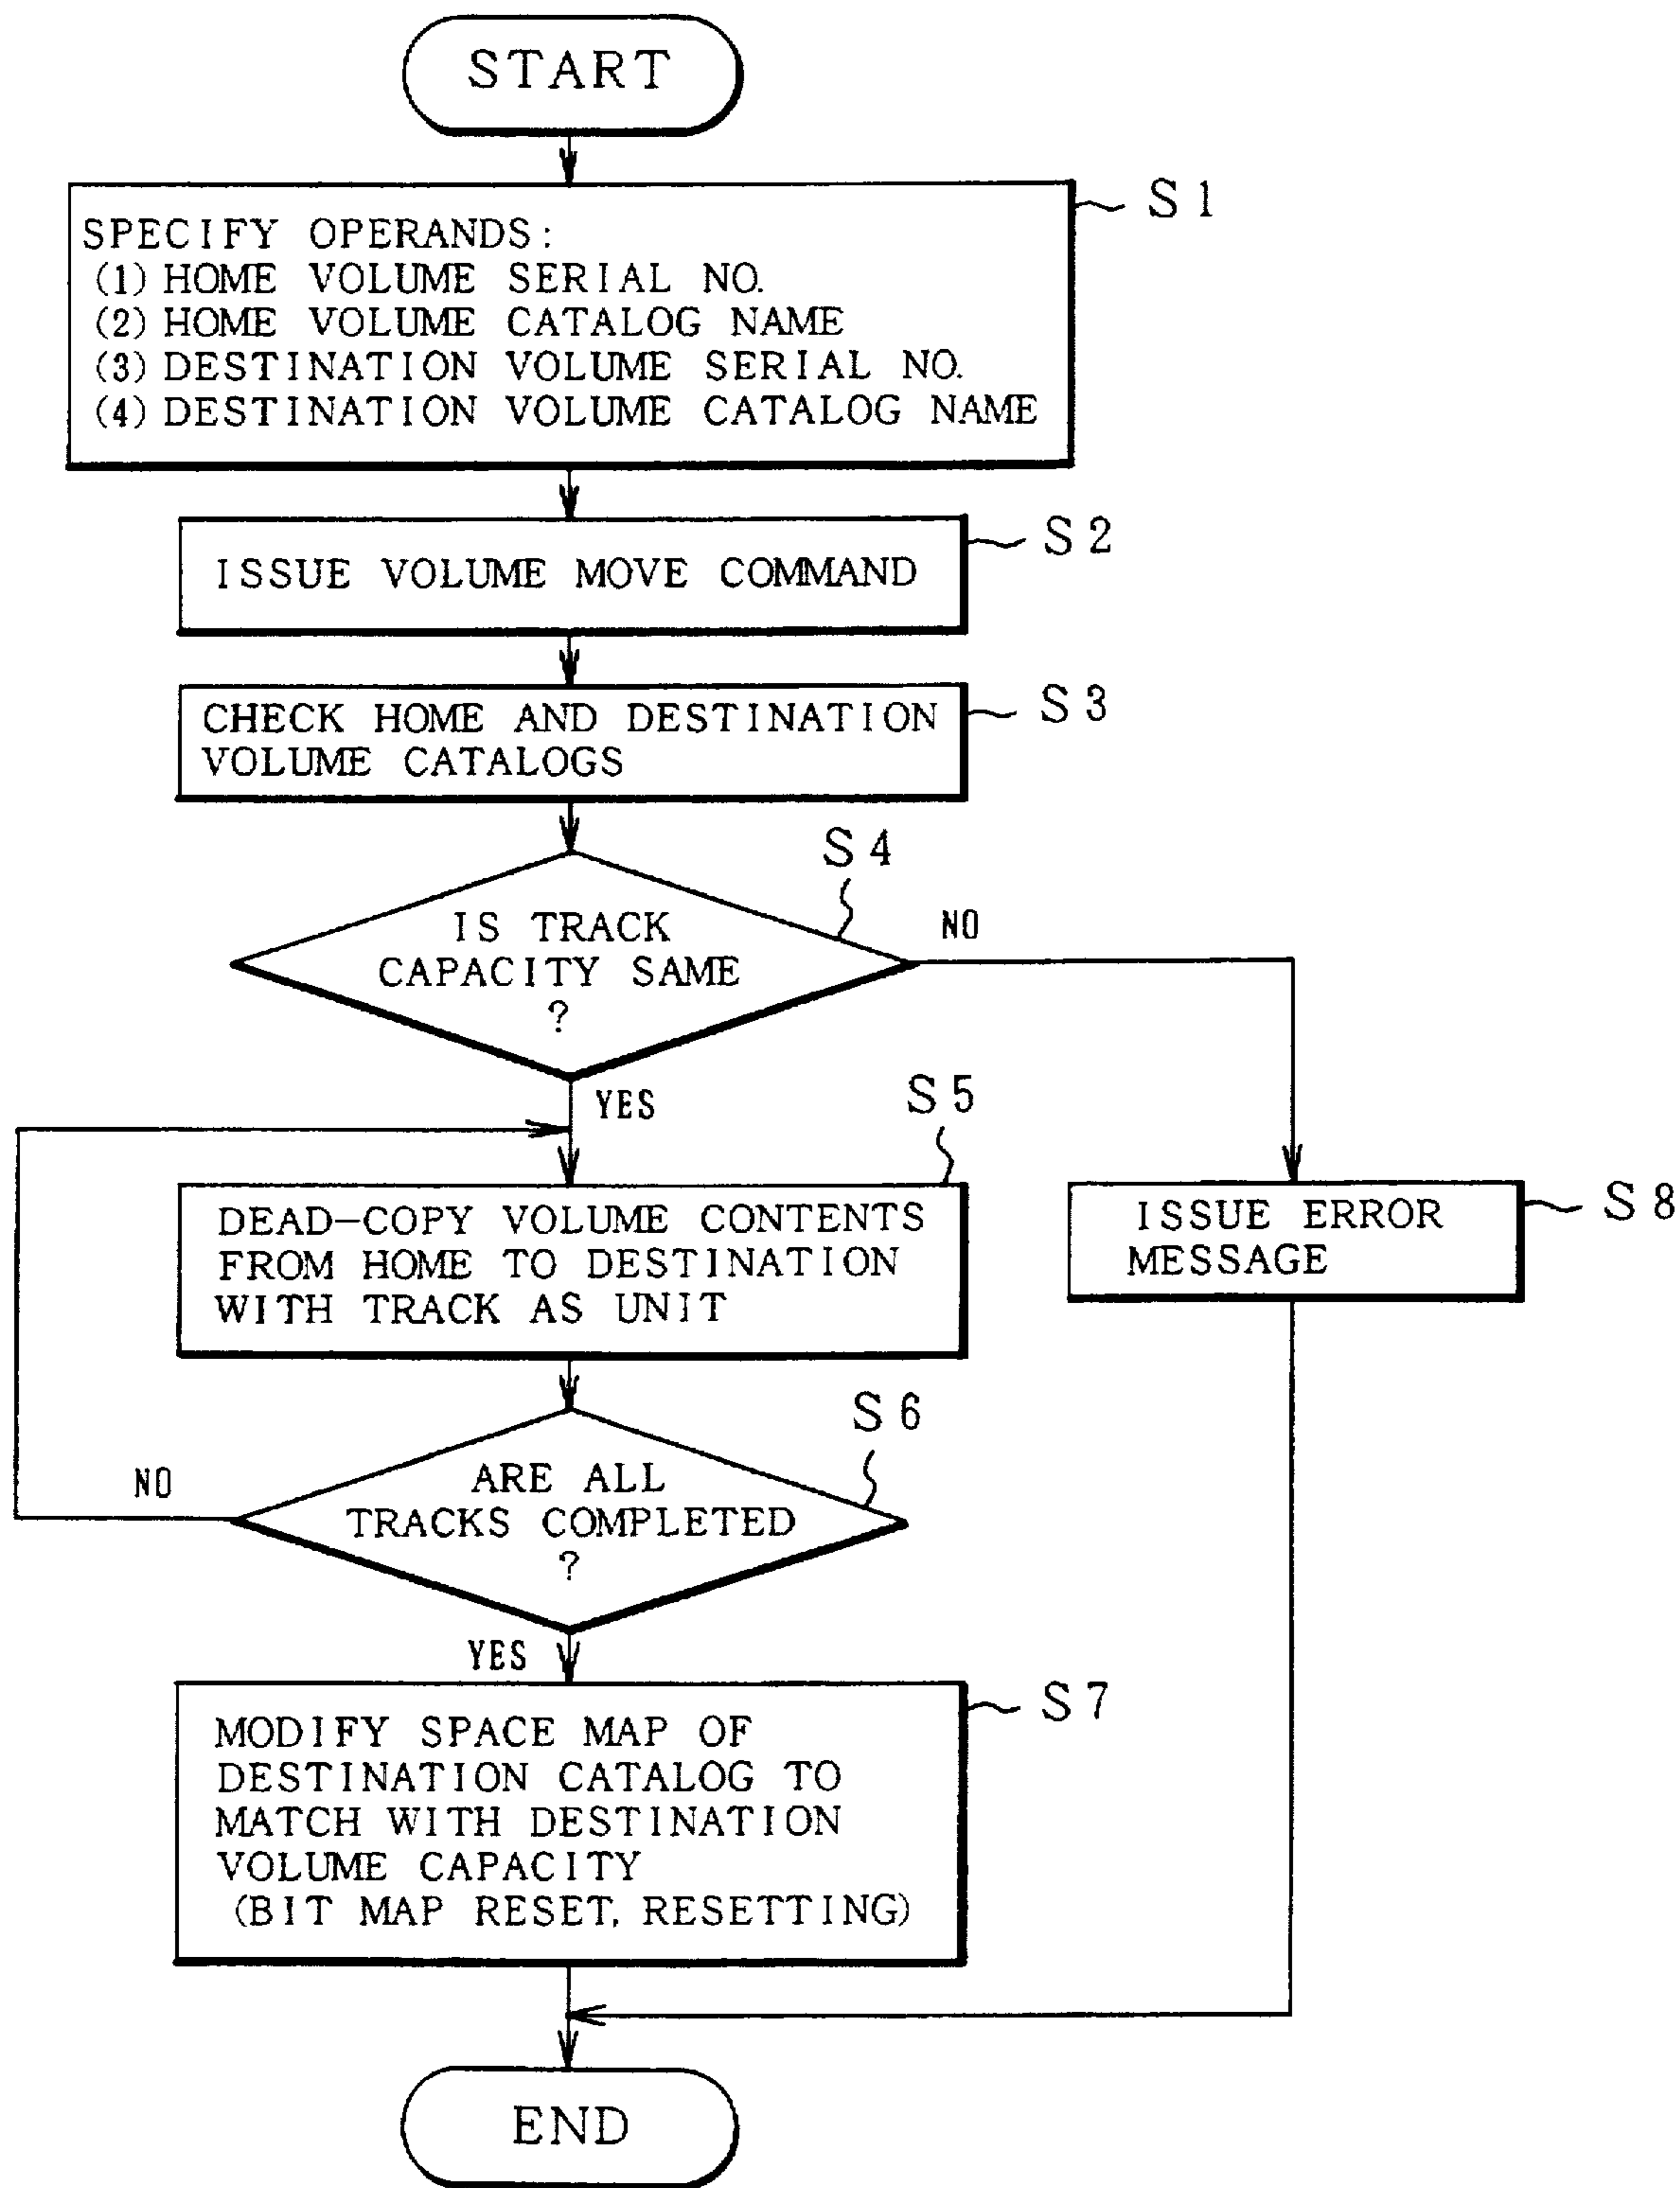 START
S1
SPECIFY OPERANDS:
(1) HOME VOLUME SERIAL NO.
(2) HOME VOLUME CATALOG NAME
(3) DESTINATION VOLUME SERIAL NO.
(4) DESTINATION VOLUME CATALOG NAME
S2
ISSUE VOLUME MOVE COMMAND
S3
CHECK HOME AND DESTINATION
VOLUME CATALOGS
S4
IS TRACK
CAPACITY SAME
?
NO
YES
S5
DEAD-COPY VOLUME CONTENTS
FROM HOME TO DESTINATION
WITH TRACK AS UNIT
S8
ISSUE ERROR
MESSAGE
S6
ARE ALL
TRACKS COMPLETED
?
NO
YES
S7
MODIFY SPACE MAP OF
DESTINATION CATALOG TO
MATCH WITH DESTINATION
VOLUME CAPACITY
(BIT MAP RESET, RESETTING)
END